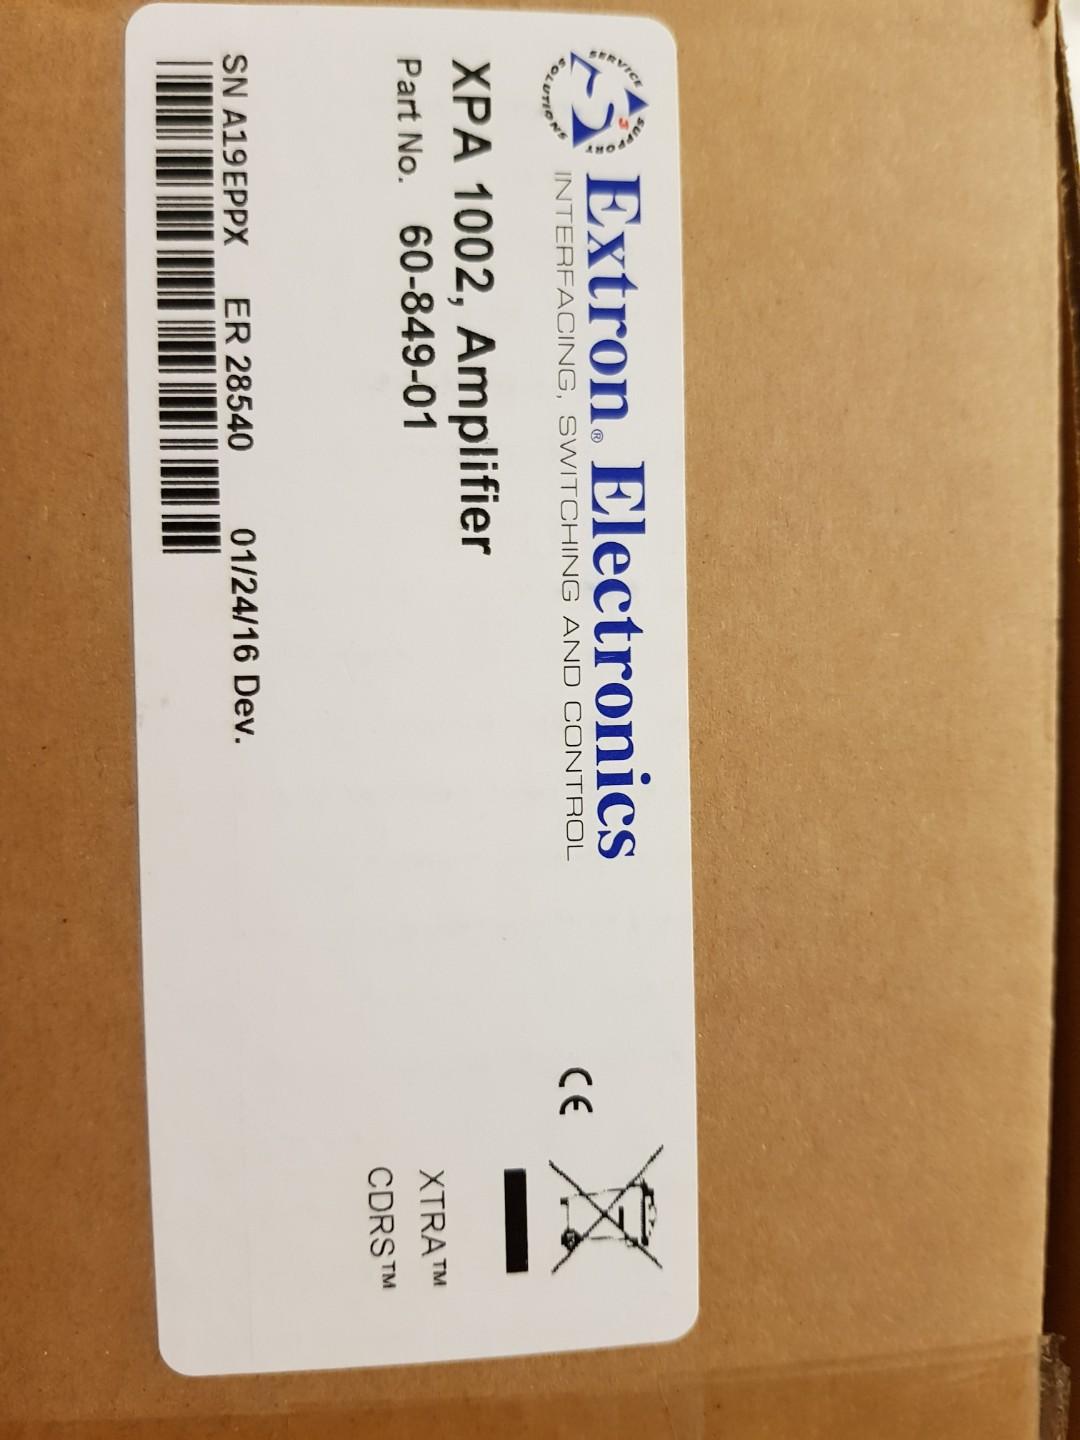 SERVICE SUPPORT SOLUTIONS
S3
Extron® Electronics
INTERFACING, SWITCHING AND CONTROL
CE
XPA 1002, Amplifier
Part No. 60-849-01
XTRA™
CDRS™
SN A19EPPX ER 28540 01/24/16 Dev.